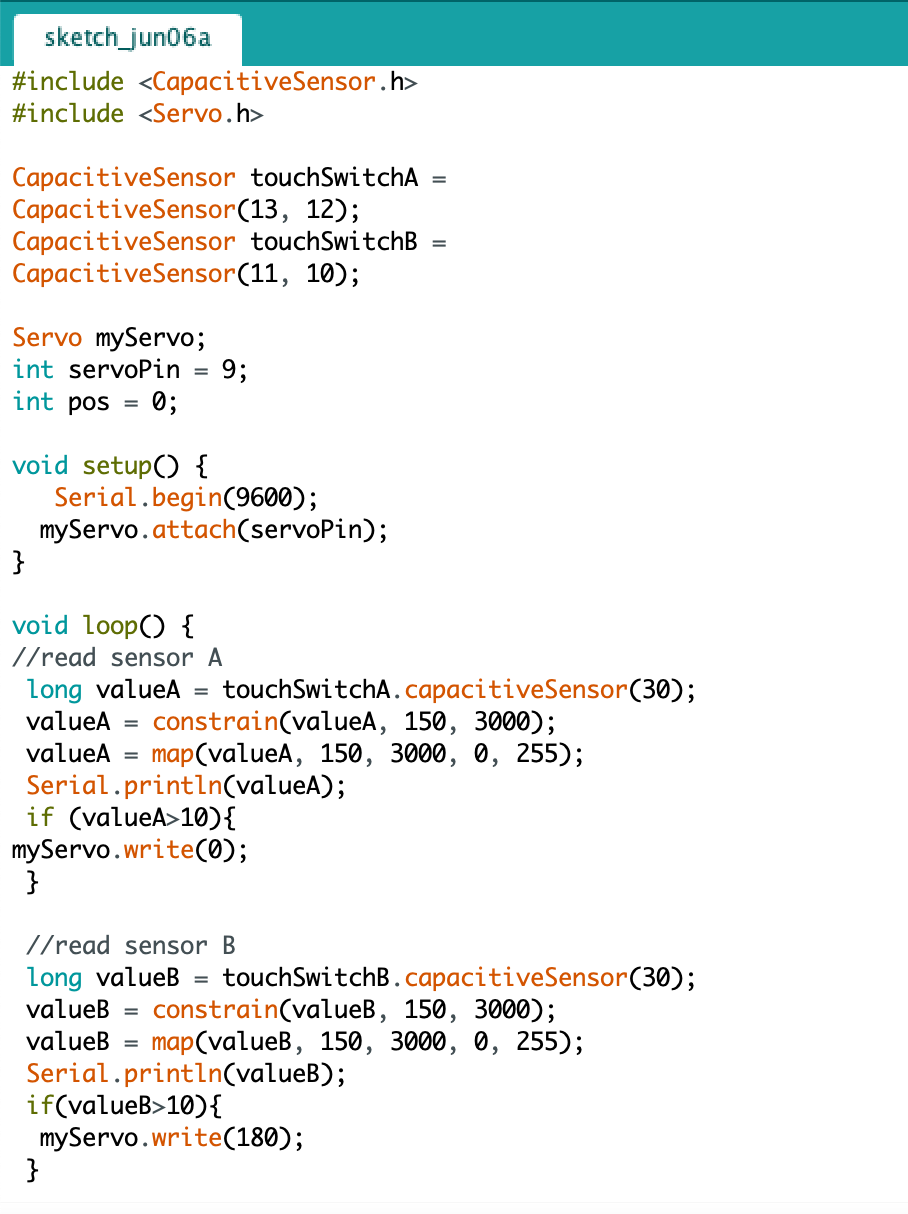 sketch_jun06a
#include <CapacitiveSensor.h>
#include <Servo.h>

CapacitiveSensor touchSwitchA =
CapacitiveSensor(13, 12);
CapacitiveSensor touchSwitchB =
CapacitiveSensor(11, 10);

Servo myServo;
int servoPin = 9;
int pos = 0;

void setup() {
   Serial.begin(9600);
  myServo.attach(servoPin);
}

void loop() {
//read sensor A
 long valueA = touchSwitchA.capacitiveSensor(30);
 valueA = constrain(valueA, 150, 3000);
 valueA = map(valueA, 150, 3000, 0, 255);
 Serial.println(valueA);
 if (valueA>10){
myServo.write(0);
 }

 //read sensor B
 long valueB = touchSwitchB.capacitiveSensor(30);
 valueB = constrain(valueB, 150, 3000);
 valueB = map(valueB, 150, 3000, 0, 255);
 Serial.println(valueB);
 if(valueB>10){
  myServo.write(180);
 }